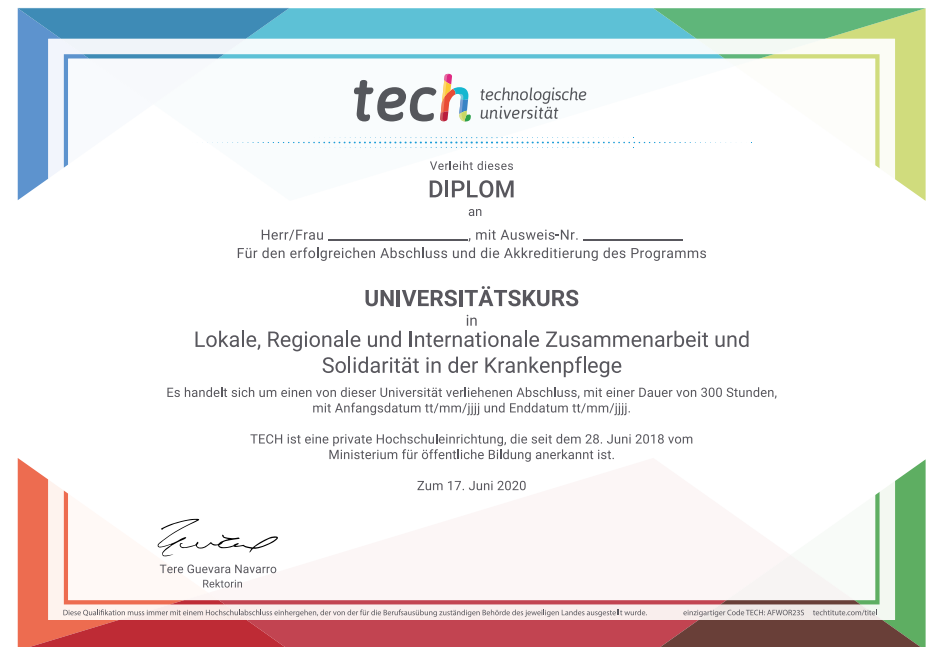 tech technologische
universität
Verleiht dieses
DIPLOM
an
Herr/Frau ____________________, mit Ausweis-Nr. ______________
Für den erfolgreichen Abschluss und die Akkreditierung des Programms
UNIVERSITÄTSKURS
in
Lokale, Regionale und Internationale Zusammenarbeit und
Solidarität in der Krankenpflege
Es handelt sich um einen von dieser Universität verliehenen Abschluss, mit einer Dauer von 300 Stunden,
mit Anfangsdatum tt/mm/jjjj und Enddatum tt/mm/jjjj.
TECH ist eine private Hochschuleinrichtung, die seit dem 28. Juni 2018 vom
Ministerium für öffentliche Bildung anerkannt ist.
Zum 17. Juni 2020
Tere Guevara Navarro
Rektorin
Diese Qualifikation muss immer mit einem Hochschulabschluss einhergehen, der von der für die Berufsausübung zuständigen Behörde des jeweiligen Landes ausgestellt wurde. einzigartiger Code TECH: AFWOR23S techtitute.com/titel